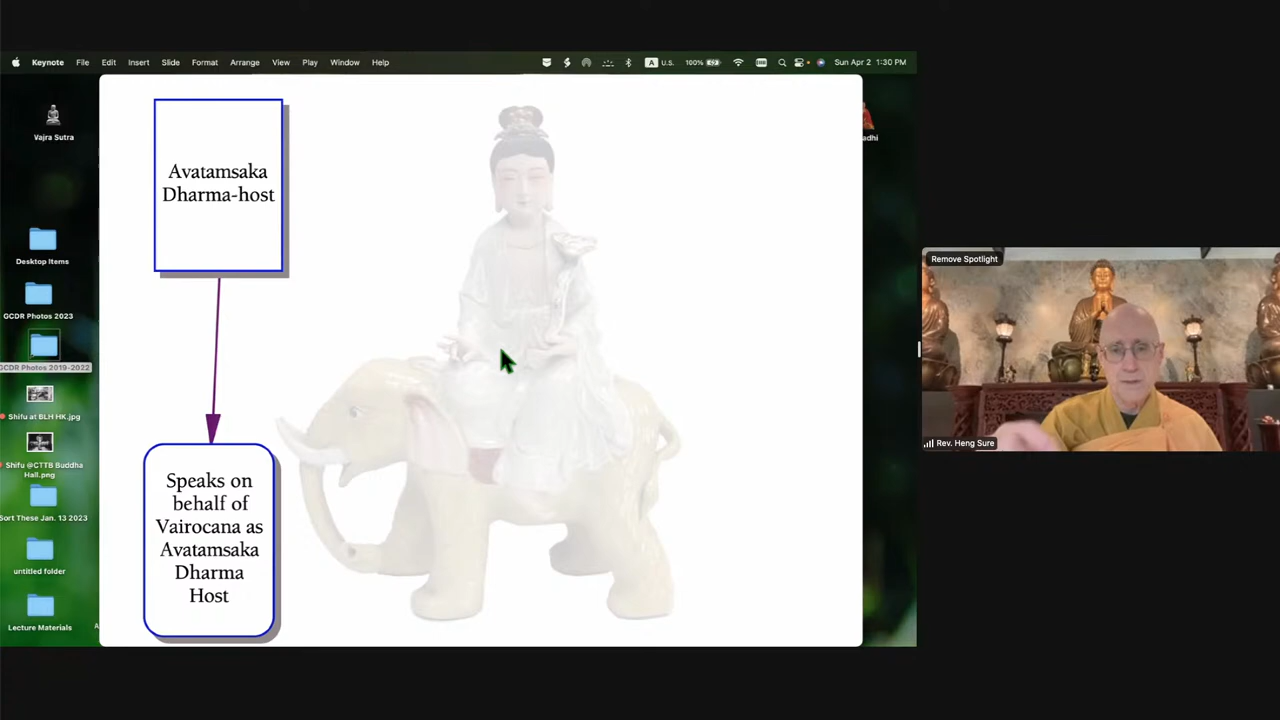 Keynote File Edit Insert Slide Format Arrange View Play Window Help A U.S. 100% Sun Apr 2 1:30 PM
Vajra Sutra
adhi
Desktop Items
GCDR Photos 2023
GCDR Photos 2019-2022
Shifu at BLH HK.jpg
Shifu @CTTB Buddha
Hall.png
Sort These Jan. 13 2023
untitled folder
Lecture Materials
A
Avatamsaka
Dharma-host
Speaks on
behalf of
Vairocana as
Avatamsaka
Dharma
Host
Remove Spotlight
Rev. Heng Sure